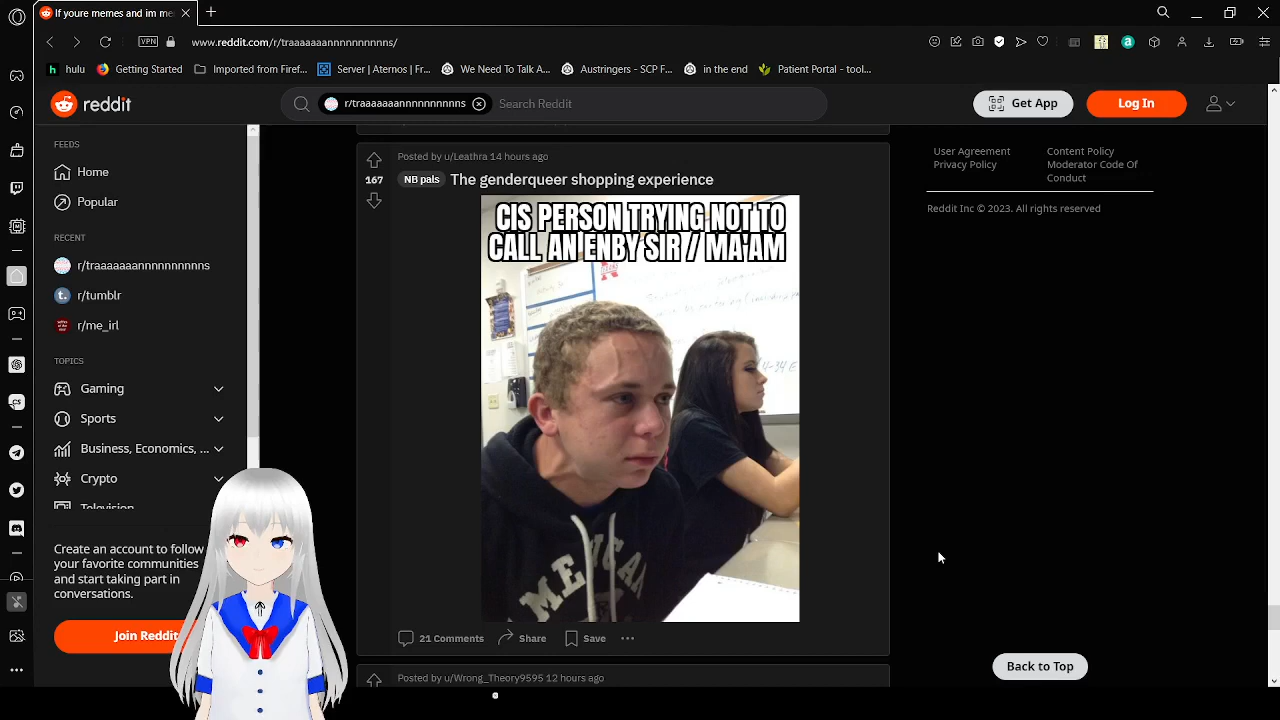 If youre memes and im me
www.reddit.com/r/traaaaaaannnnnnnnnns/
VPN
hulu
Getting Started
Imported from Firef...
Server | Aternos | Fr...
We Need To Talk A...
Austringers - SCP F...
in the end
Patient Portal - tool...
reddit
r/traaaaaaannnnnnnnnns
Search Reddit
Get App
Log In
FEEDS
Home
Popular
RECENT
r/traaaaaaannnnnnnnnns
r/tumblr
r/me_irl
TOPICS
Gaming
Sports
Business, Economics, ...
Crypto
Television
Create an account to follow
your favorite communities
and start taking part in
conversations.
Join Reddit
Posted by u/Leathra 14 hours ago
167
NB pals The genderqueer shopping experience
CIS PERSON TRYING NOT TO
CALL AN ENBY SIR / MA'AM
21 Comments
Share
Save
Posted by u/Wrong_Theory9595 12 hours ago
User Agreement
Privacy Policy
Content Policy
Moderator Code Of
Conduct
Reddit Inc © 2023. All rights reserved
Back to Top